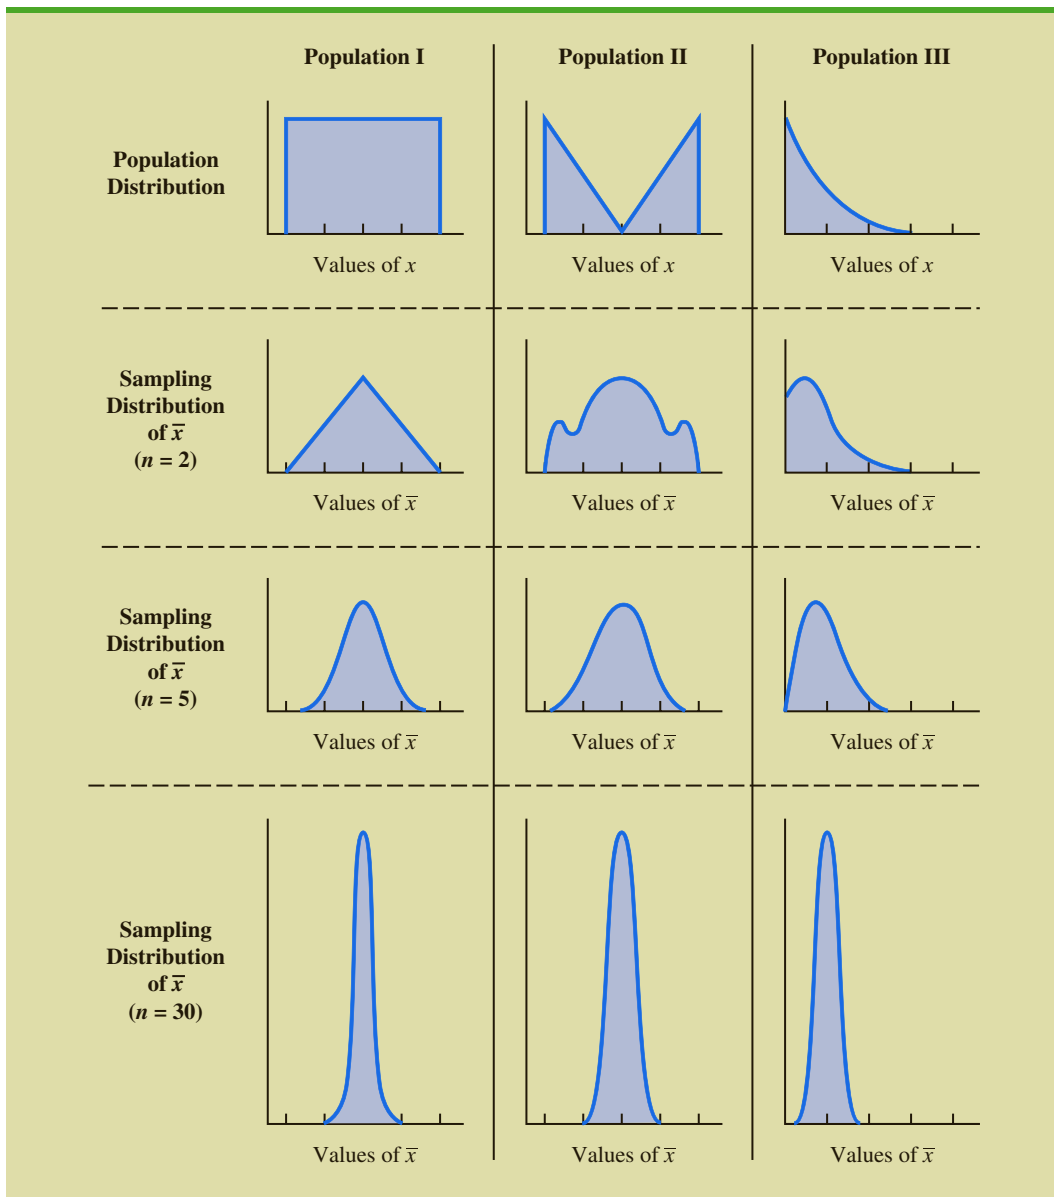 Population I
Population II
Population III
Population
Distribution
Values of x
Values of x
Values of x
Sampling
Distribution
of x̅
(n = 2)
Values of x̅
Values of x̅
Values of x̅
Sampling
Distribution
of x̅
(n = 5)
Values of x̅
Values of x̅
Values of x̅
Sampling
Distribution
of x̅
(n = 30)
Values of x̅
Values of x̅
Values of x̅